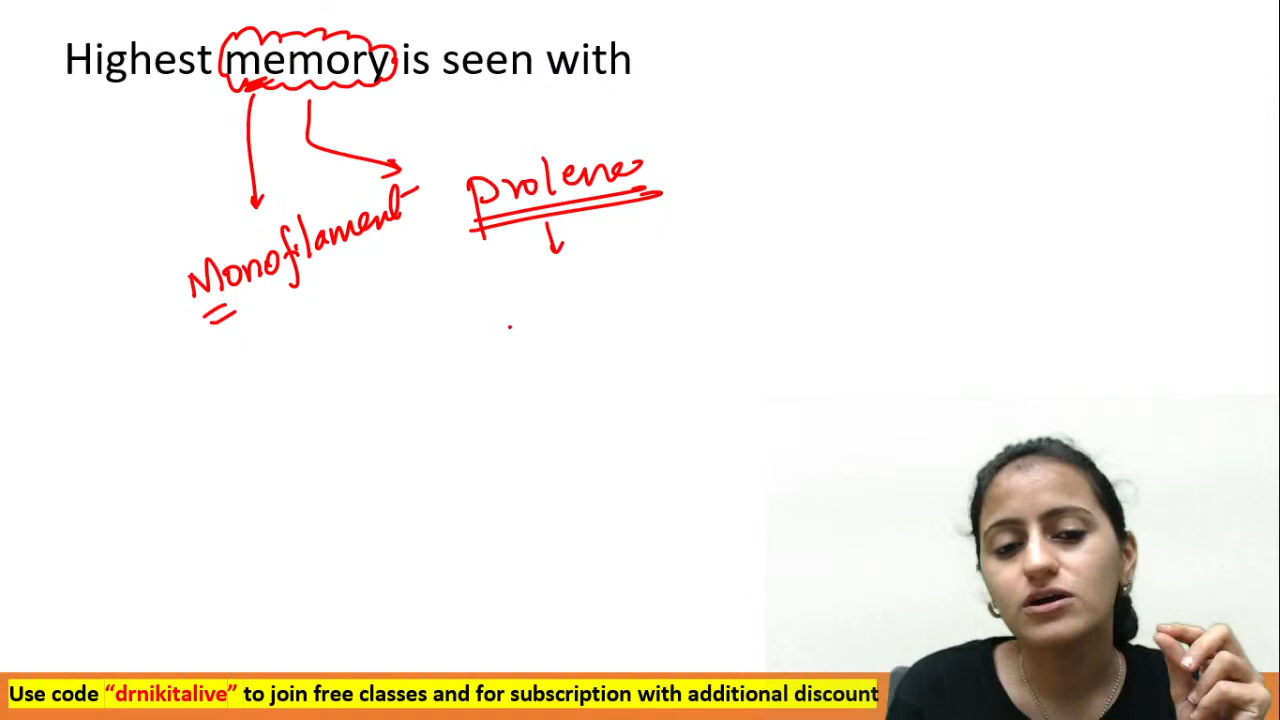 Highest memory is seen with
Monofilament
Prolene
Use code “drnikitalive” to join free classes and for subscription with additional discount